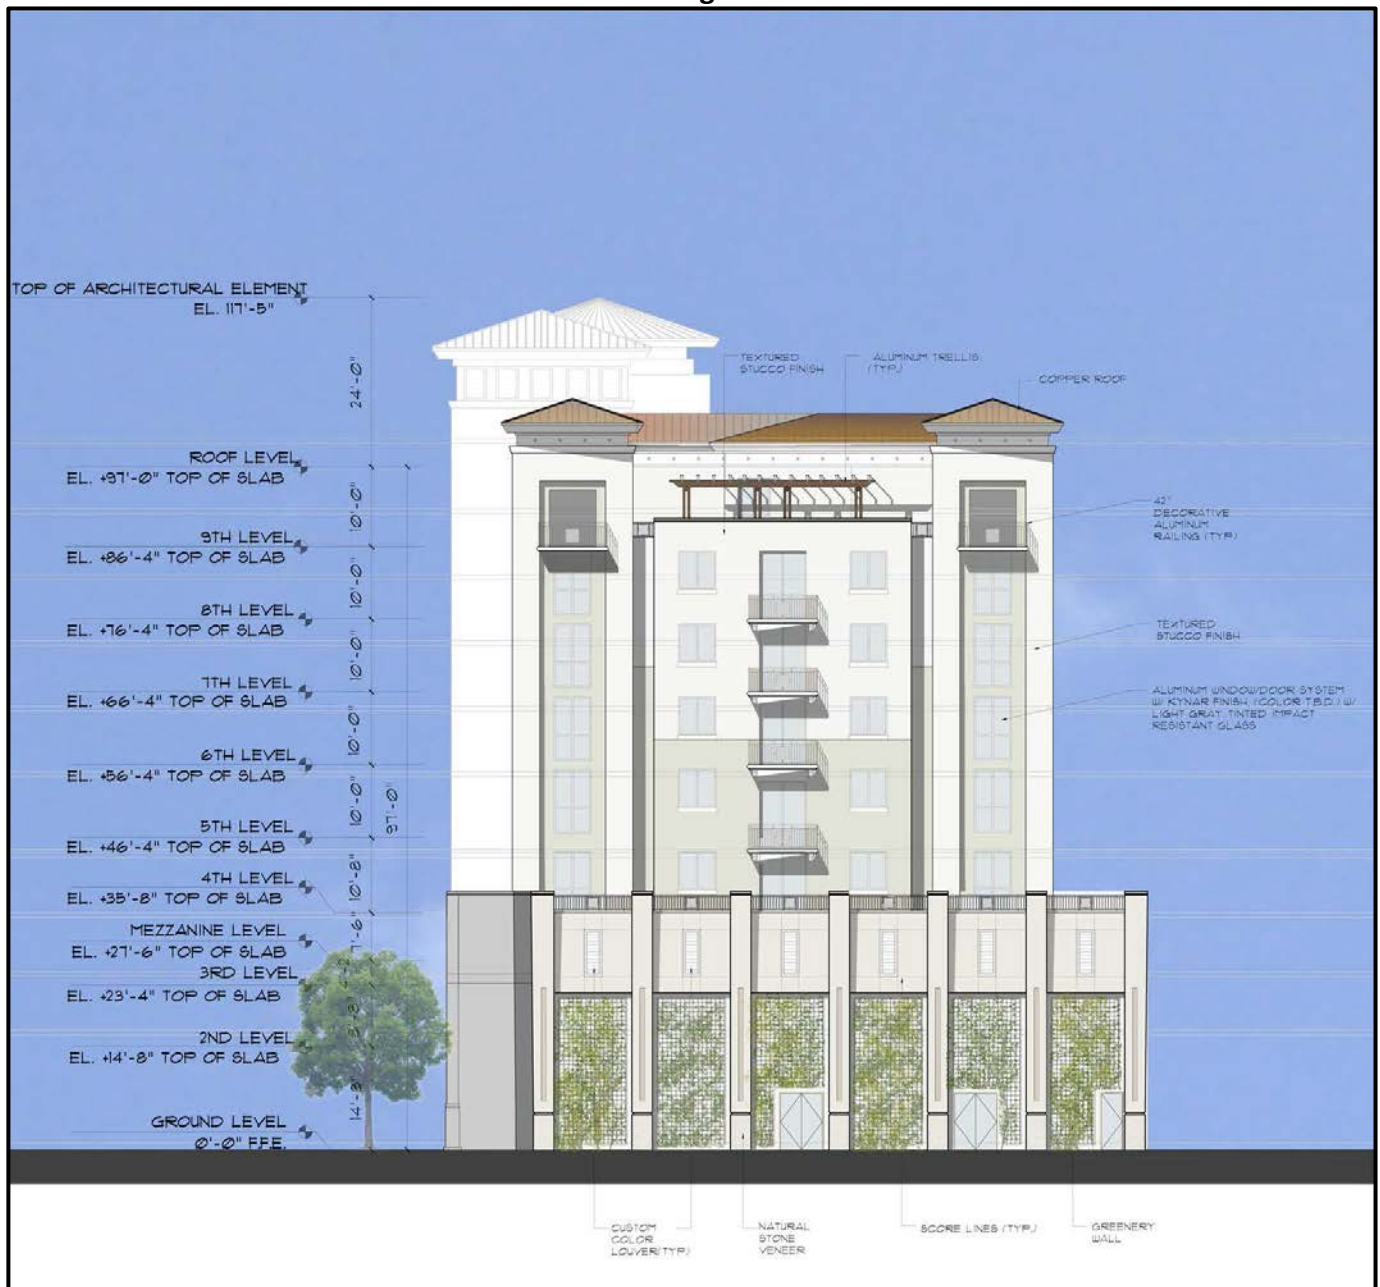 TOP OF ARCHITECTURAL ELEMENT
EL. 117'-5"
24'-0"
ROOF LEVEL
EL. +97'-0" TOP OF SLAB
10'-0"
9TH LEVEL
EL. +86'-4" TOP OF SLAB
10'-0"
8TH LEVEL
EL. +76'-4" TOP OF SLAB
10'-0"
7TH LEVEL
EL. +66'-4" TOP OF SLAB
10'-0"
6TH LEVEL
EL. +56'-4" TOP OF SLAB
10'-0"
97'-0"
5TH LEVEL
EL. +46'-4" TOP OF SLAB
10'-8"
4TH LEVEL
EL. +35'-8" TOP OF SLAB
MEZZANINE LEVEL
EL. +27'-6" TOP OF SLAB
3RD LEVEL
EL. +23'-4" TOP OF SLAB
2ND LEVEL
EL. +14'-8" TOP OF SLAB
14'-8"
GROUND LEVEL
0'-0" F.F.E.
TEXTURED
STUCCO FINISH
ALUMINUM TRELLIS
(TYP.)
COPPER ROOF
42"
DECORATIVE
ALUMINUM
RAILING (TYP)
TEXTURED
STUCCO FINISH
ALUMINUM WINDOW/DOOR SYSTEM
W/ KYNAR FINISH (COLOR T.B.D.) W/
LIGHT GRAY TINTED IMPACT
RESISTANT GLASS
CUSTOM
COLOR
LOUVER(TYP.)
NATURAL
STONE
VENEER
SCORE LINES (TYP.)
GREENERY
WALL